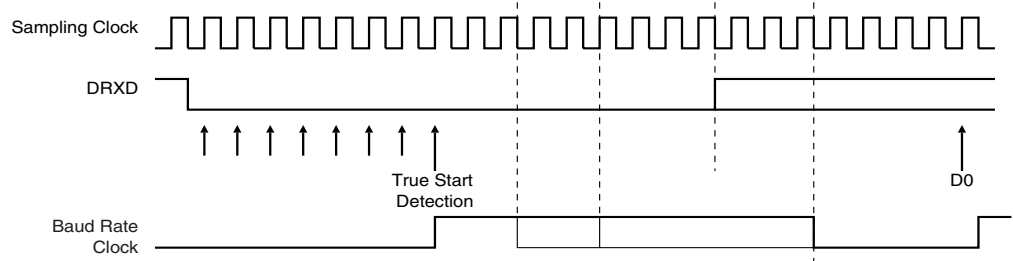 Sampling Clock
DRXD
True Start
Detection
D0
Baud Rate
Clock